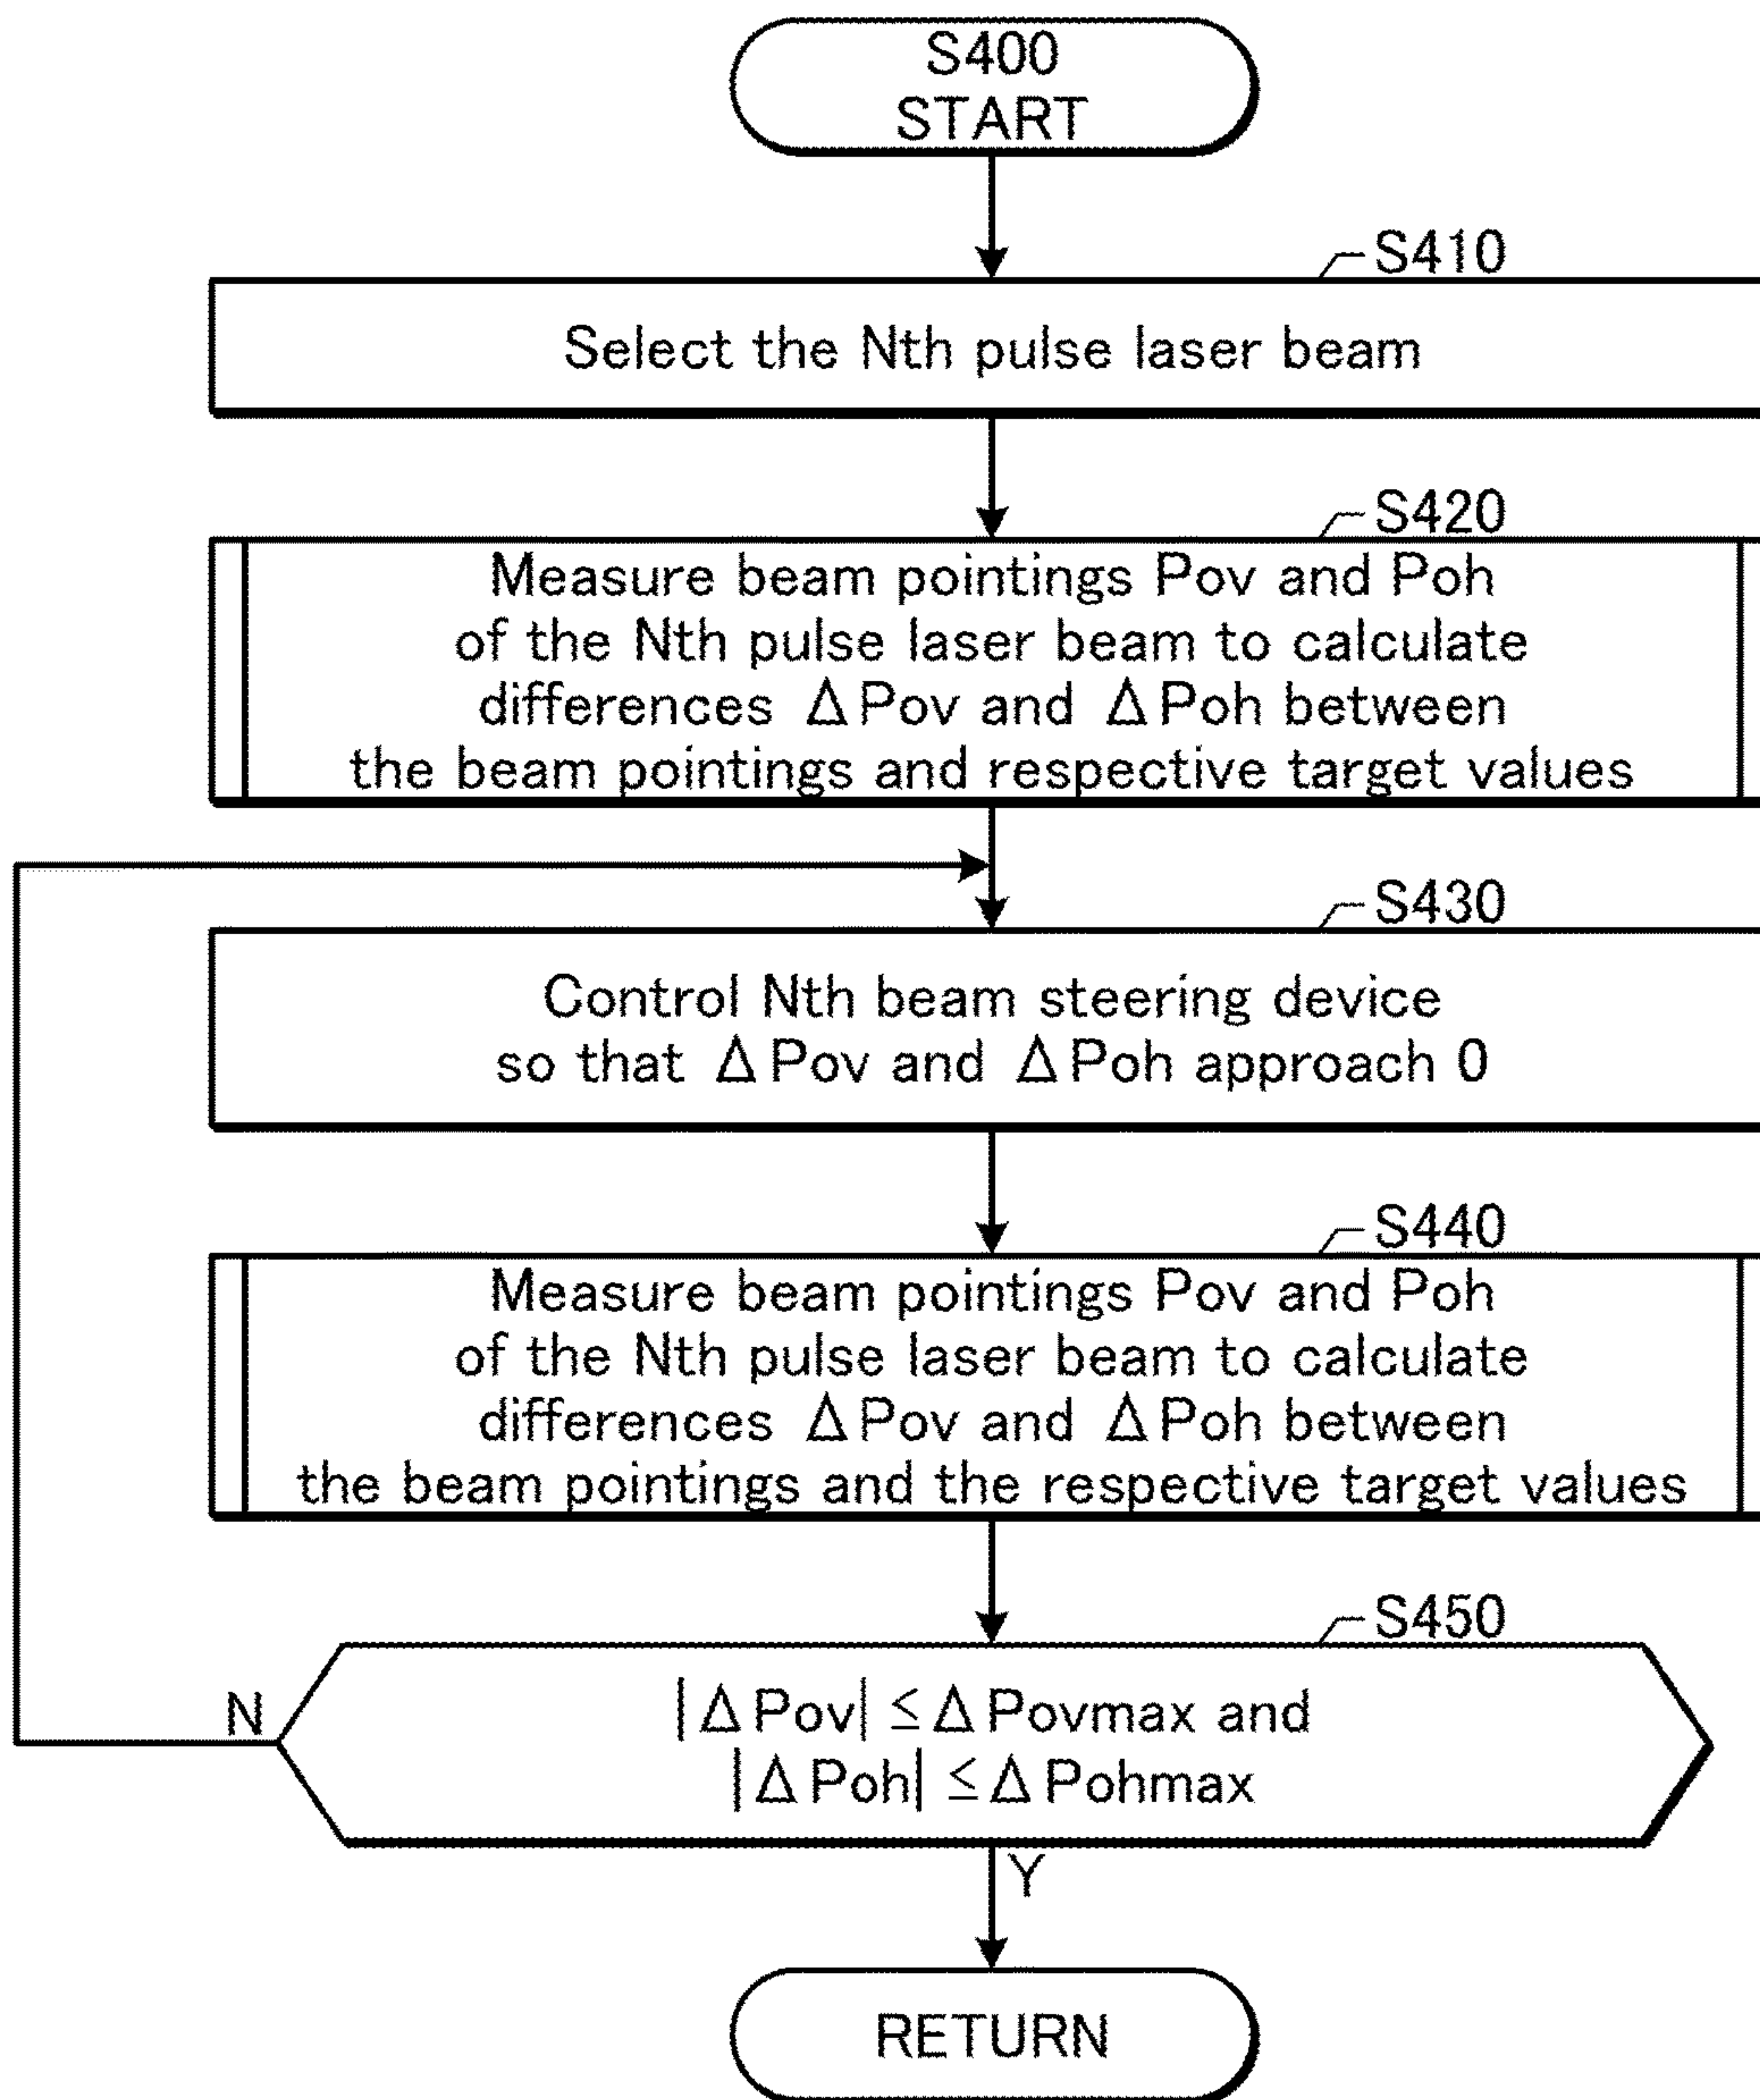 S400
START
S410
Select the Nth pulse laser beam
S420
Measure beam pointings Pov and Poh
of the Nth pulse laser beam to calculate
differences ΔPov and ΔPoh between
the beam pointings and respective target values
S430
Control Nth beam steering device
so that ΔPov and ΔPoh approach 0
S440
Measure beam pointings Pov and Poh
of the Nth pulse laser beam to calculate
differences ΔPov and ΔPoh between
the beam pointings and the respective target values
S450
N
|ΔPov| ≤ ΔPovmax and
|ΔPoh| ≤ ΔPohmax
Y
RETURN